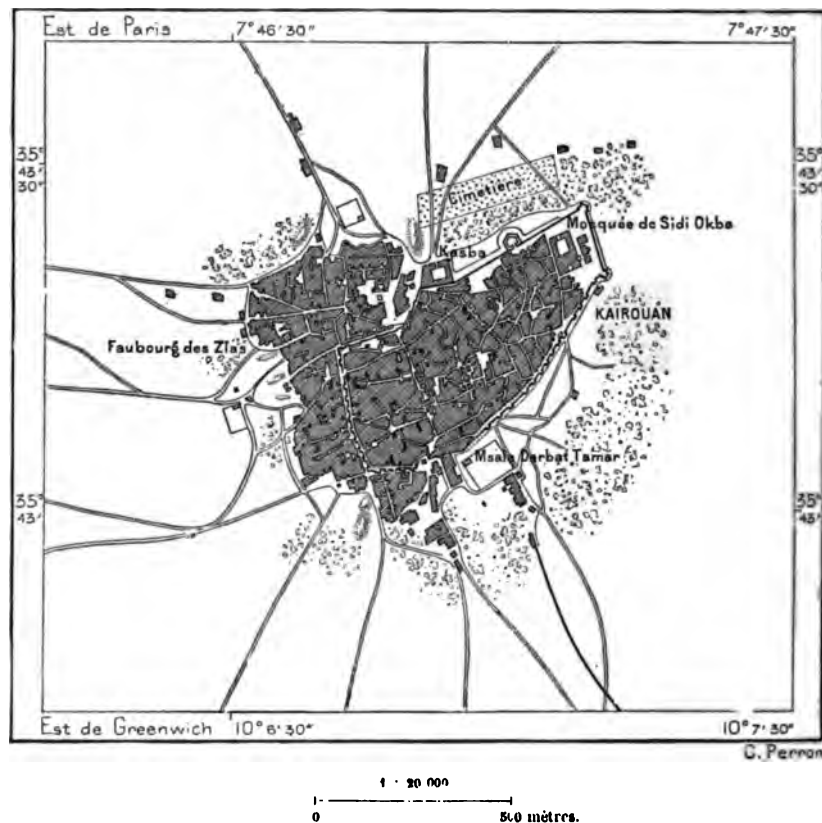 Est de Paris 7°46'30" 7°47'30"
35° 43' 30" 35° 43' 30"
Cimetière
Mosquée de Sidi Okba
Kasba
KAIROUAN
Faubourg des Zlas
Msala Derbat Tamar
35° 43' 35° 43'
Est de Greenwich 10°6'30" 10°7'30"
C. Perron
1 : 20 000
0 500 mètres.